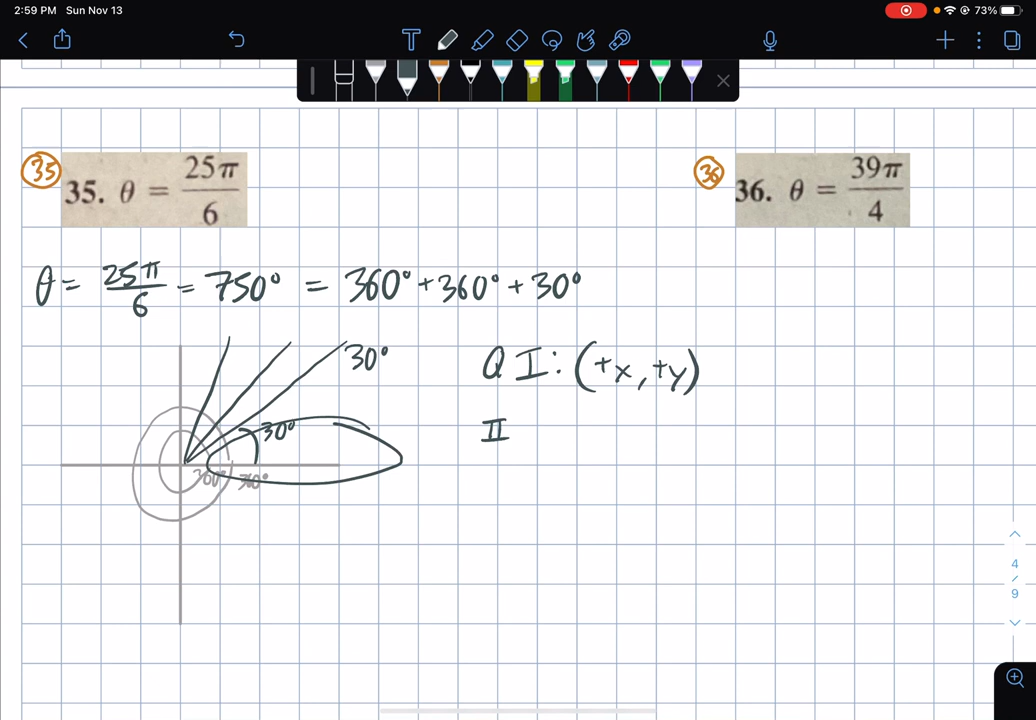 2:59 PM Sun Nov 13
73%
T
35
35. θ = 25π/6
36
36. θ = 39π/4
θ = 25π/6 = 750° = 360° + 360° + 30°
30°
Q I: (+x, +y)
30°
II
360° 360°
4
/
9